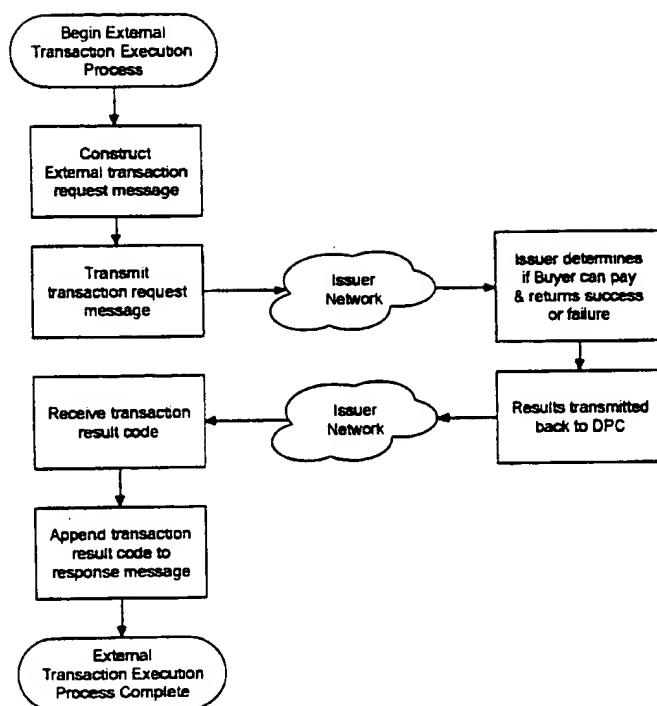 Begin External
Transaction Execution
Process
Construct
External transaction
request message
Transmit
transaction request
message
Issuer
Network
Issuer determines
if Buyer can pay
& returns success
or failure
Receive transaction
result code
Issuer
Network
Results transmitted
back to DPC
Append transaction
result code to
response message
External
Transaction Execution
Process Complete